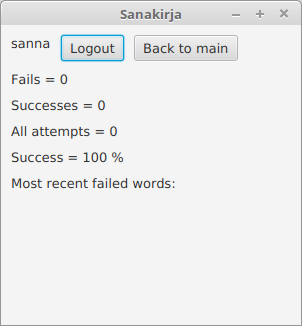 Sanakirja
sanna Logout Back to main
Fails = 0
Successes = 0
All attempts = 0
Success = 100 %
Most recent failed words: